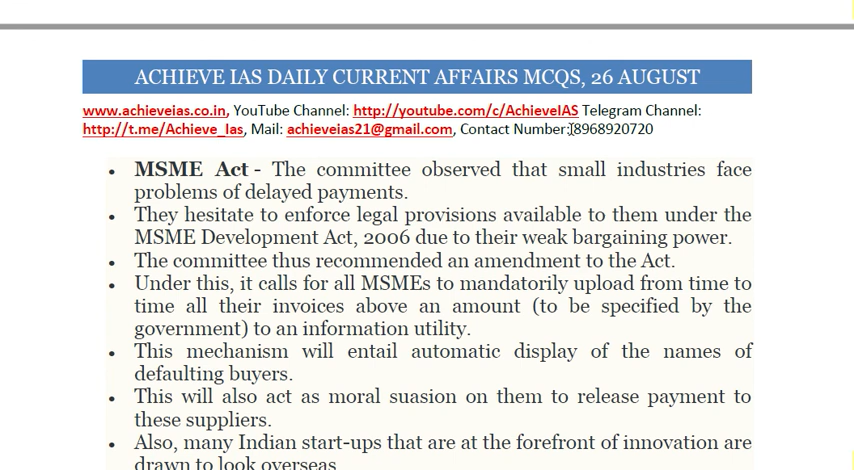 ACHIEVE IAS DAILY CURRENT AFFAIRS MCQS, 26 AUGUST
www.achieveias.co.in, YouTube Channel: http://youtube.com/c/AchieveIAS Telegram Channel:
http://t.me/Achieve_Ias, Mail: achieveias21@gmail.com, Contact Number:8968920720
• MSME Act - The committee observed that small industries face
problems of delayed payments.
• They hesitate to enforce legal provisions available to them under the
MSME Development Act, 2006 due to their weak bargaining power.
• The committee thus recommended an amendment to the Act.
• Under this, it calls for all MSMEs to mandatorily upload from time to
time all their invoices above an amount (to be specified by the
government) to an information utility.
• This mechanism will entail automatic display of the names of
defaulting buyers.
• This will also act as moral suasion on them to release payment to
these suppliers.
• Also, many Indian start-ups that are at the forefront of innovation are
drawn to look overseas